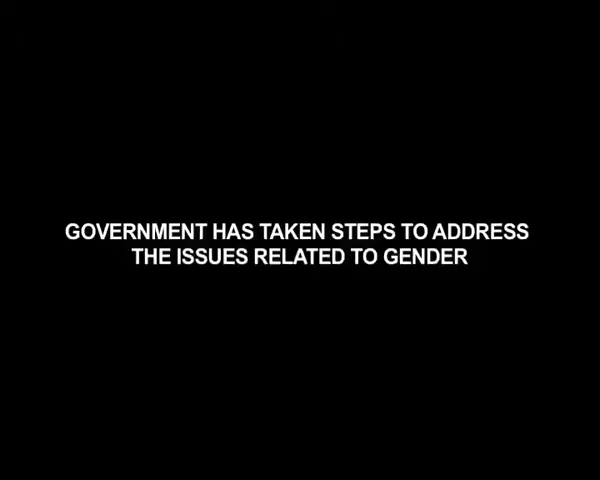 GOVERNMENT HAS TAKEN STEPS TO ADDRESS
THE ISSUES RELATED TO GENDER